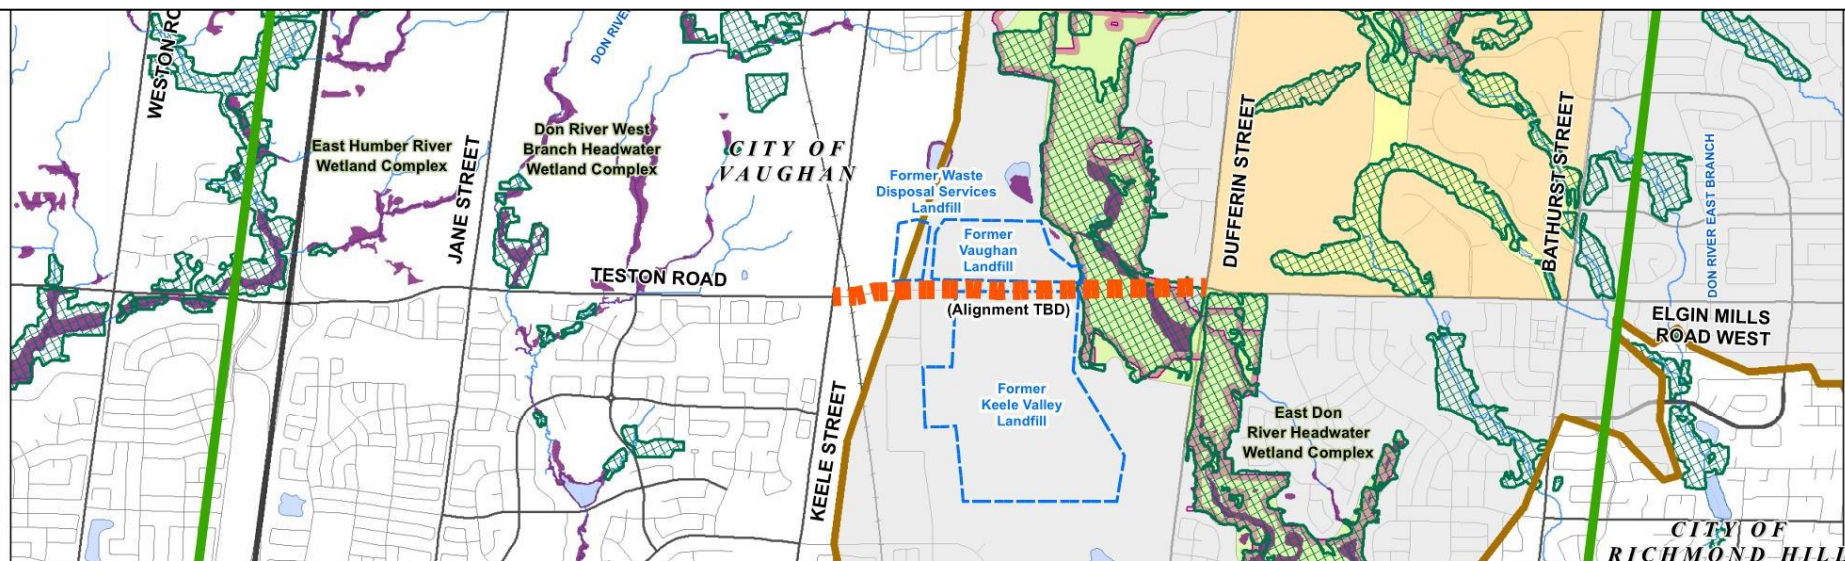 WESTON RO
DON RIVER
East Humber River
Wetland Complex
JANE STREET
Don River West
Branch Headwater
Wetland Complex
CITY OF
VAUGHAN
Former Waste
Disposal Services
Landfill
Former
Vaughan
Landfill
DUFFERIN STREET
BATHURST STREET
DON RIVER EAST BRANCH
TESTON ROAD
(Alignment TBD)
ELGIN MILLS
ROAD WEST
KEELE STREET
Former
Keele Valley
Landfill
East Don
River Headwater
Wetland Complex
CITY OF
RICHMOND HILL